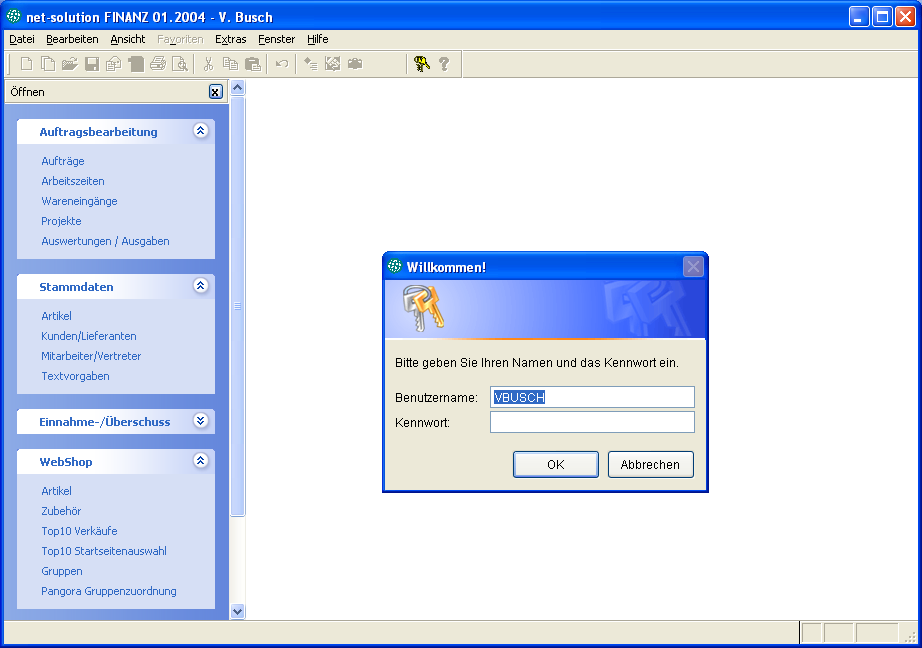 net-solution FINANZ 01.2004 - V. Busch
Datei Bearbeiten Ansicht Favoriten Extras Fenster Hilfe
Öffnen
Auftragsbearbeitung
Aufträge
Arbeitszeiten
Wareneingänge
Projekte
Auswertungen / Ausgaben
Stammdaten
Artikel
Kunden/Lieferanten
Mitarbeiter/Vertreter
Textvorgaben
Einnahme-/Überschuss
WebShop
Artikel
Zubehör
Top10 Verkäufe
Top10 Startseitenauswahl
Gruppen
Pangora Gruppenzuordnung
Willkommen!
Bitte geben Sie Ihren Namen und das Kennwort ein.
Benutzername: VBUSCH
Kennwort:
OK Abbrechen